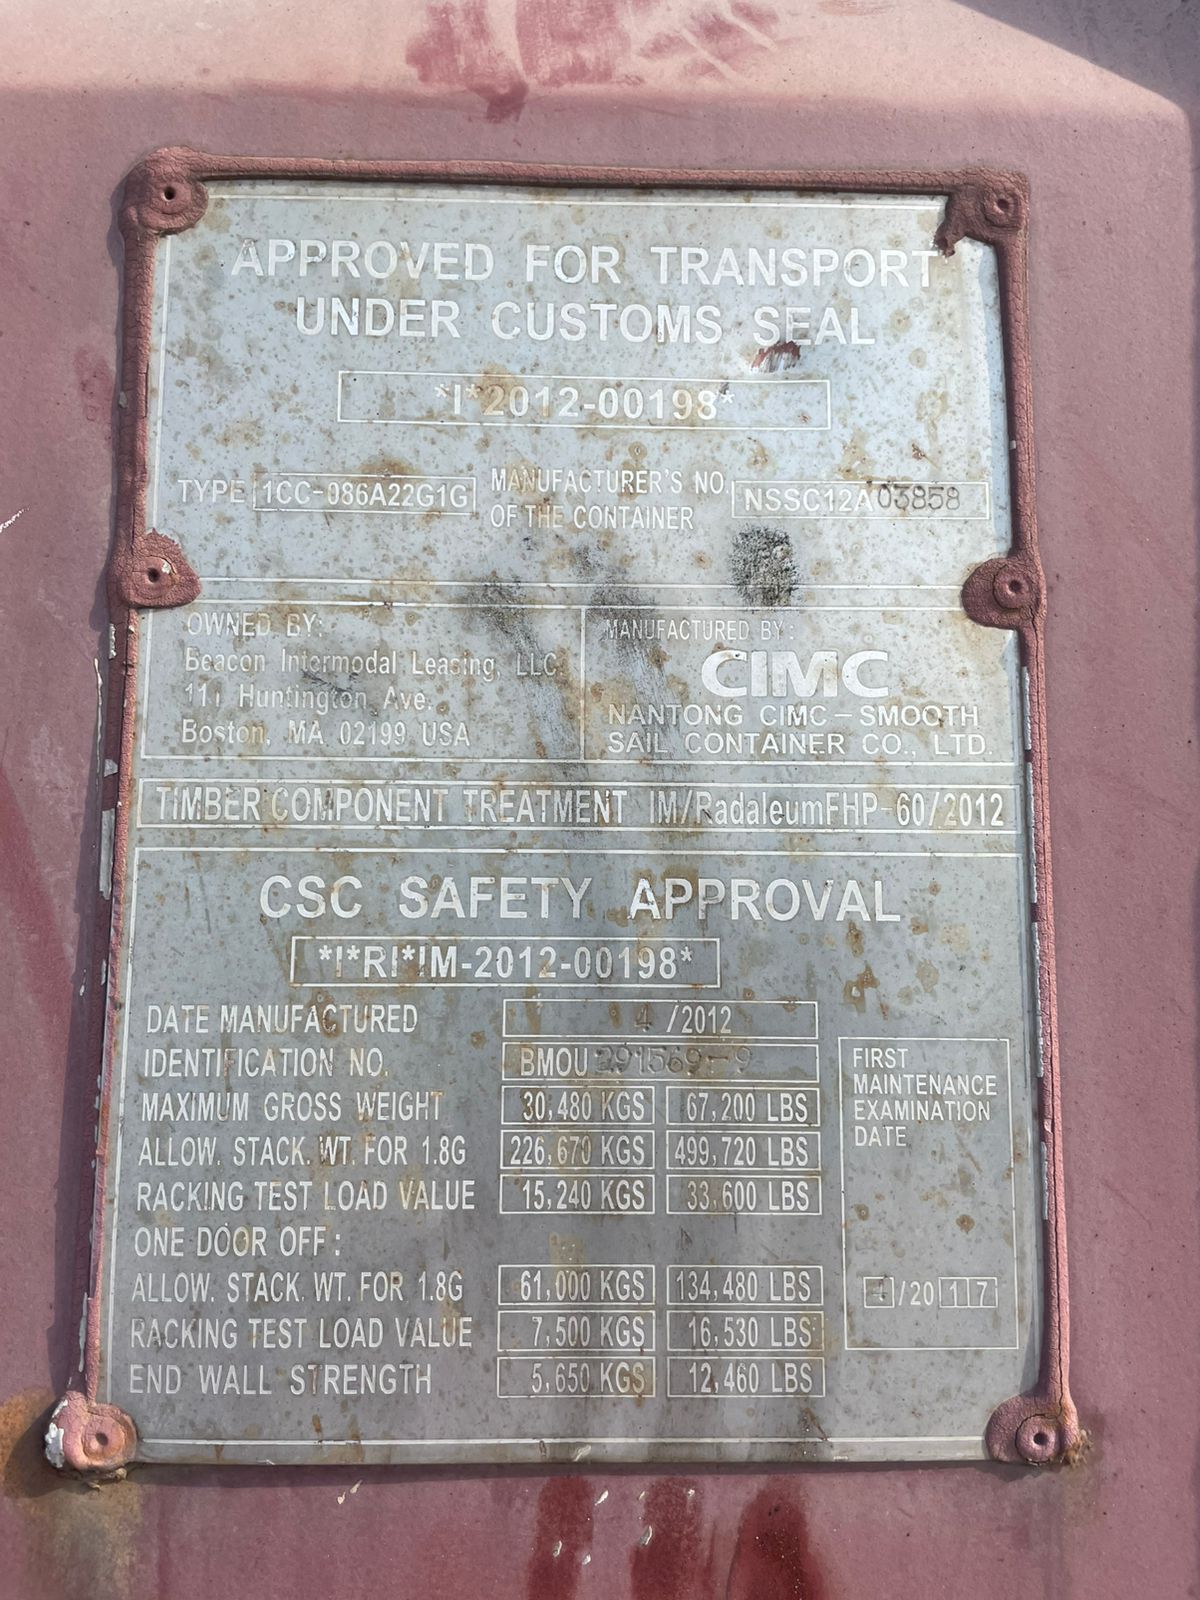 APPROVED FOR TRANSPORT
UNDER CUSTOMS SEAL
*I*2012-00198*
TYPE 1CC-086A22G1G MANUFACTURER'S NO. OF THE CONTAINER NSSC12A03858
OWNED BY:
Beacon Intermodal Leasing, LLC
111 Huntington Ave.
Boston, MA 02199 USA
MANUFACTURED BY:
CIMC
NANTONG CIMC-SMOOTH
SAIL CONTAINER CO., LTD.
TIMBER COMPONENT TREATMENT IM/RadaleumFHP-60/2012
CSC SAFETY APPROVAL
*I*RI*IM-2012-00198*
DATE MANUFACTURED 4/2012
IDENTIFICATION NO. BMOU291569-9
MAXIMUM GROSS WEIGHT 30,480 KGS 67,200 LBS
ALLOW. STACK. WT. FOR 1.8G 226,670 KGS 499,720 LBS
RACKING TEST LOAD VALUE 15,240 KGS 33,600 LBS
ONE DOOR OFF:
ALLOW. STACK. WT. FOR 1.8G 61,000 KGS 134,480 LBS
RACKING TEST LOAD VALUE 7,500 KGS 16,530 LBS
END WALL STRENGTH 5,650 KGS 12,460 LBS
FIRST
MAINTENANCE
EXAMINATION
DATE
4/2017